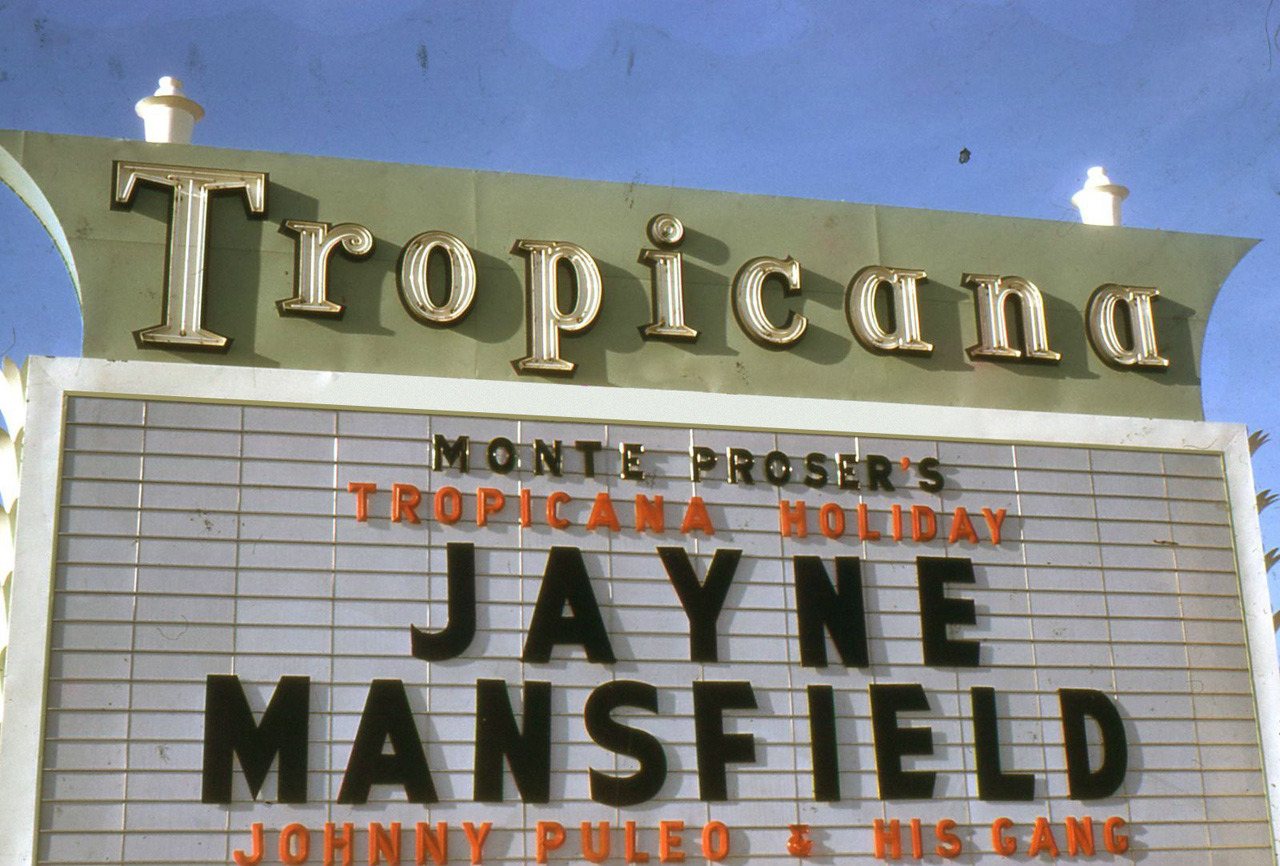 Tropicana
MONTE PROSER'S
TROPICANA HOLIDAY
JAYNE
MANSFIELD
JOHNNY PULEO & HIS GANG